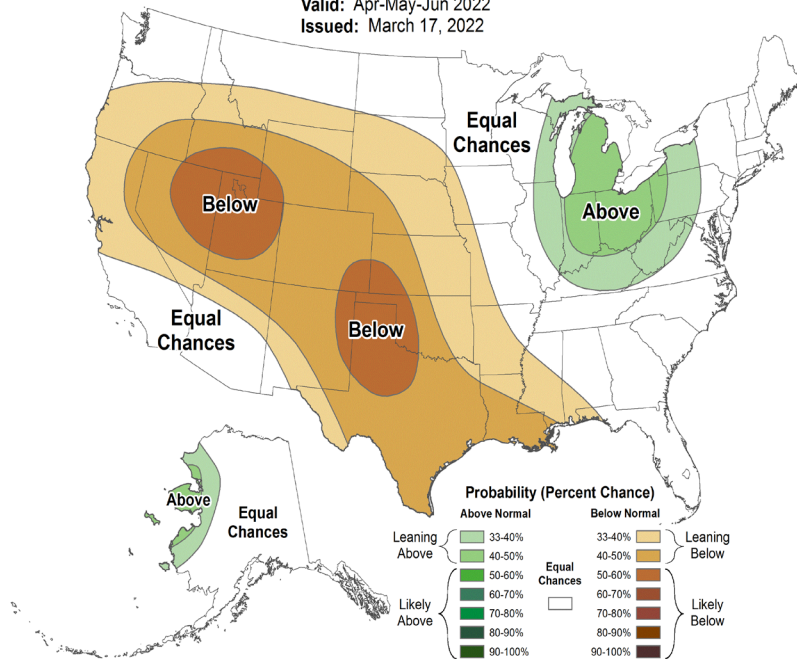 Valid: Apr-May-Jun 2022
Issued: March 17, 2022
Equal
Chances
Below
Above
Equal
Chances
Below
Above
Equal
Chances
Probability (Percent Chance)
Above Normal
Below Normal
Leaning
Above
33-40%
40-50%
Likely
Above
50-60%
60-70%
70-80%
80-90%
90-100%
Equal
Chances
33-40%
40-50%
Leaning
Below
50-60%
60-70%
70-80%
80-90%
90-100%
Likely
Below